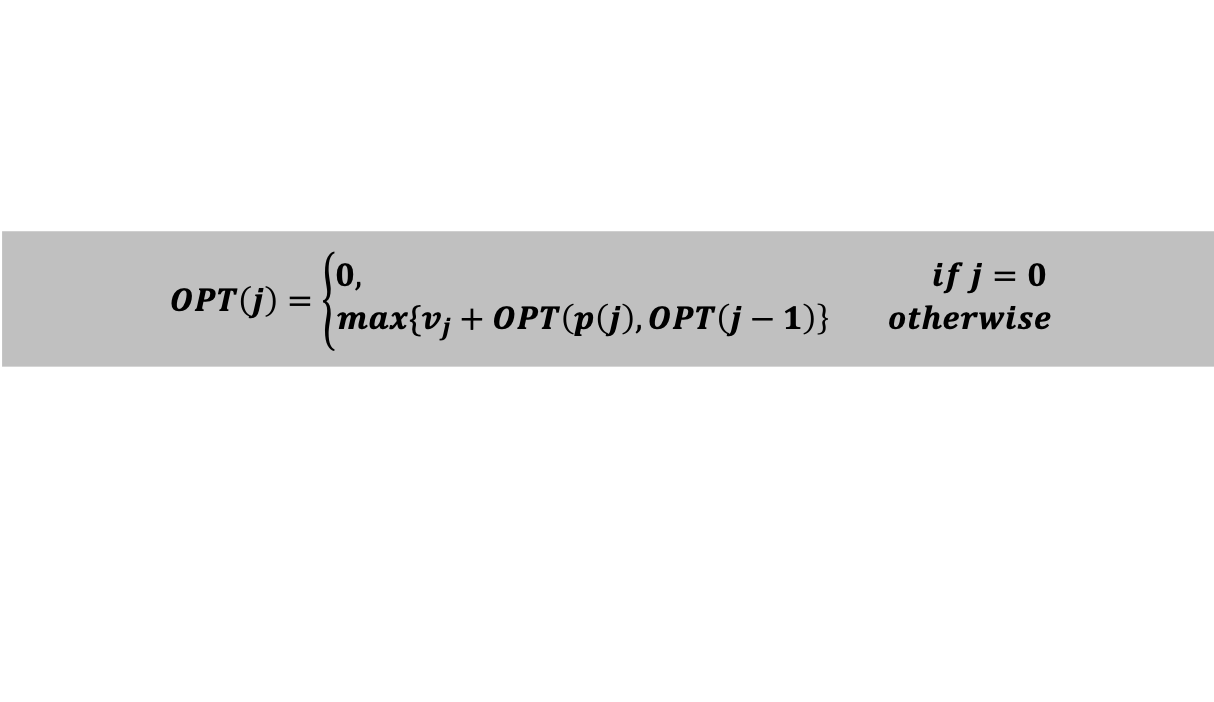 OPT(j) = {0, if j = 0
max{v_j + OPT(p(j), OPT(j − 1)} otherwise